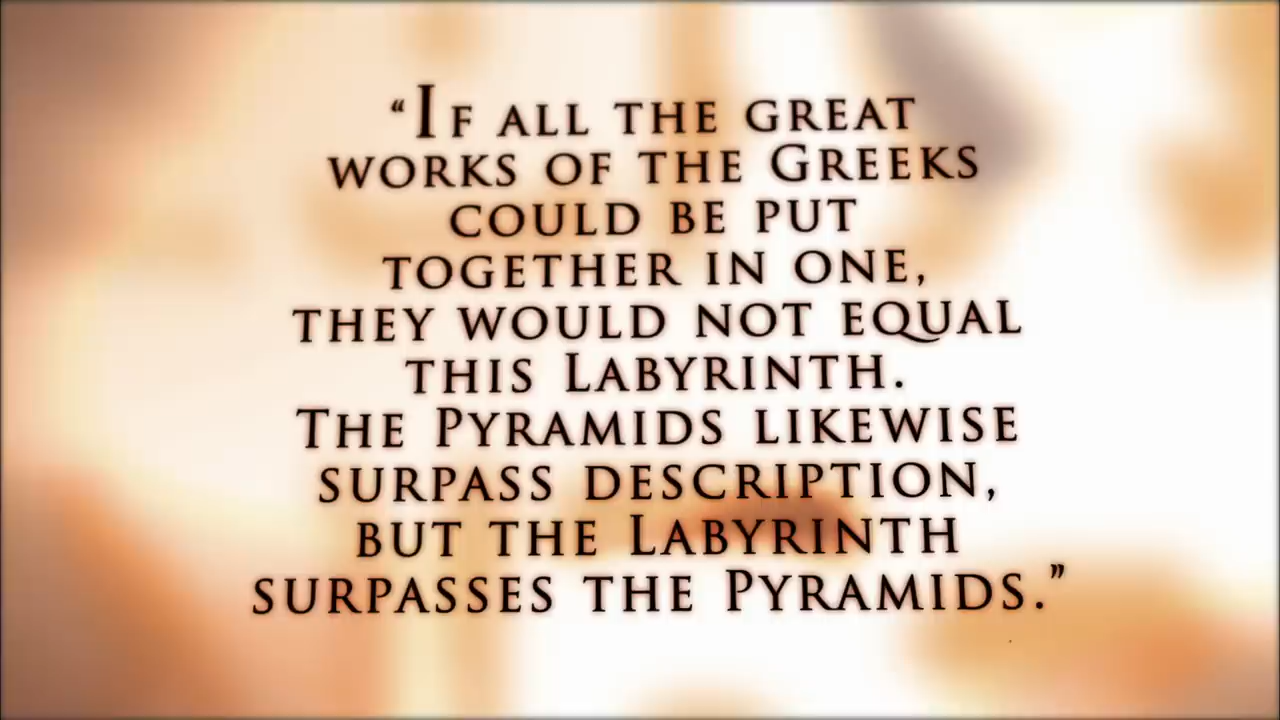 “If all the great
works of the Greeks
could be put
together in one,
they would not equal
this Labyrinth.
The Pyramids likewise
surpass description,
but the Labyrinth
surpasses the Pyramids.”